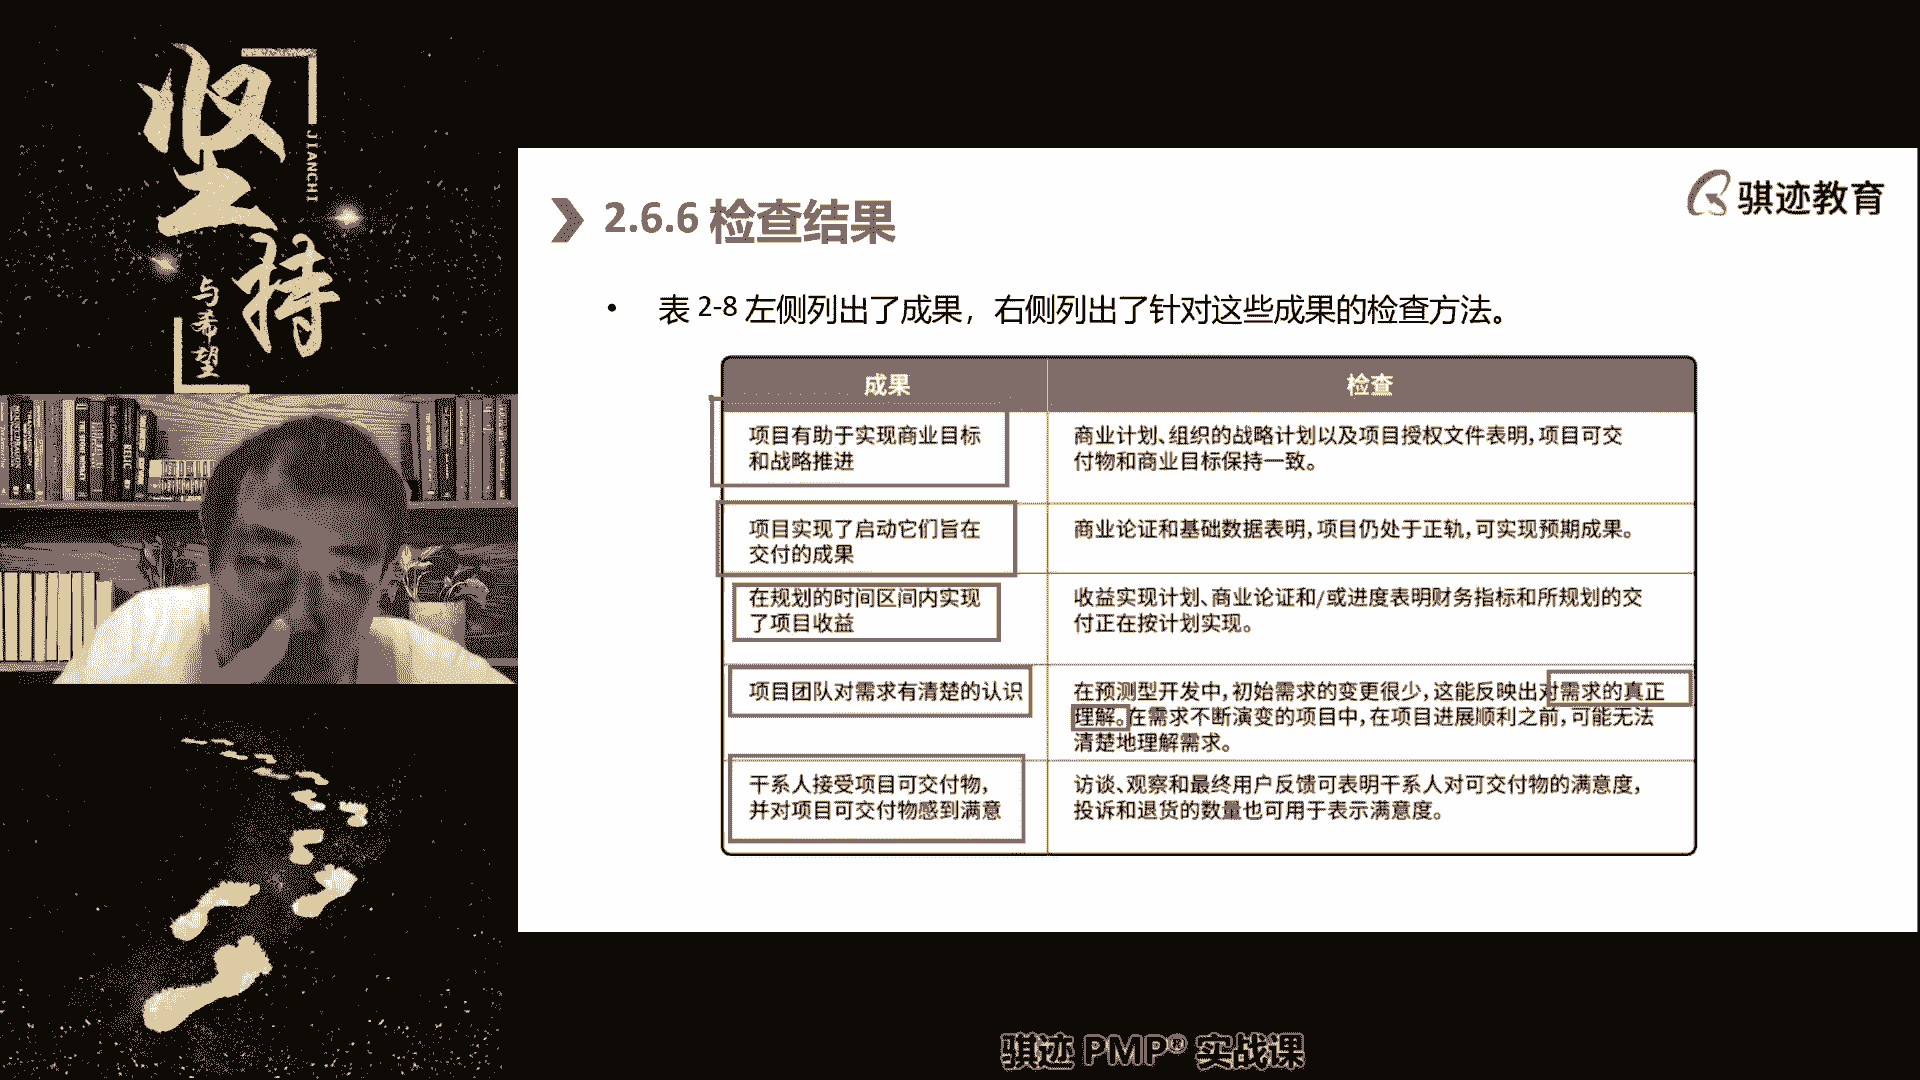 坚
持
JIANCHI
与
希
望
骐迹教育
2.6.6 检查结果
• 表 2-8 左侧列出了成果，右侧列出了针对这些成果的检查方法。
成果
检查
项目有助于实现商业目标
和战略推进
商业计划、组织的战略计划以及项目授权文件表明，项目可交
付物和商业目标保持一致。
项目实现了启动它们旨在
交付的成果
商业论证和基础数据表明，项目仍处于正轨，可实现预期成果。
在规划的时间区间内实现
了项目收益
收益实现计划、商业论证和/或进度表明财务指标和所规划的交
付正在按计划实现。
项目团队对需求有清楚的认识
在预测型开发中，初始需求的变更很少，这能反映出对需求的真正
理解。在需求不断演变的项目中，在项目进展顺利之前，可能无法
清楚地理解需求。
干系人接受项目可交付物，
并对项目可交付物感到满意
访谈、观察和最终用户反馈可表明干系人对可交付物的满意度，
投诉和退货的数量也可用于表示满意度。
骐迹 PMP® 实战课